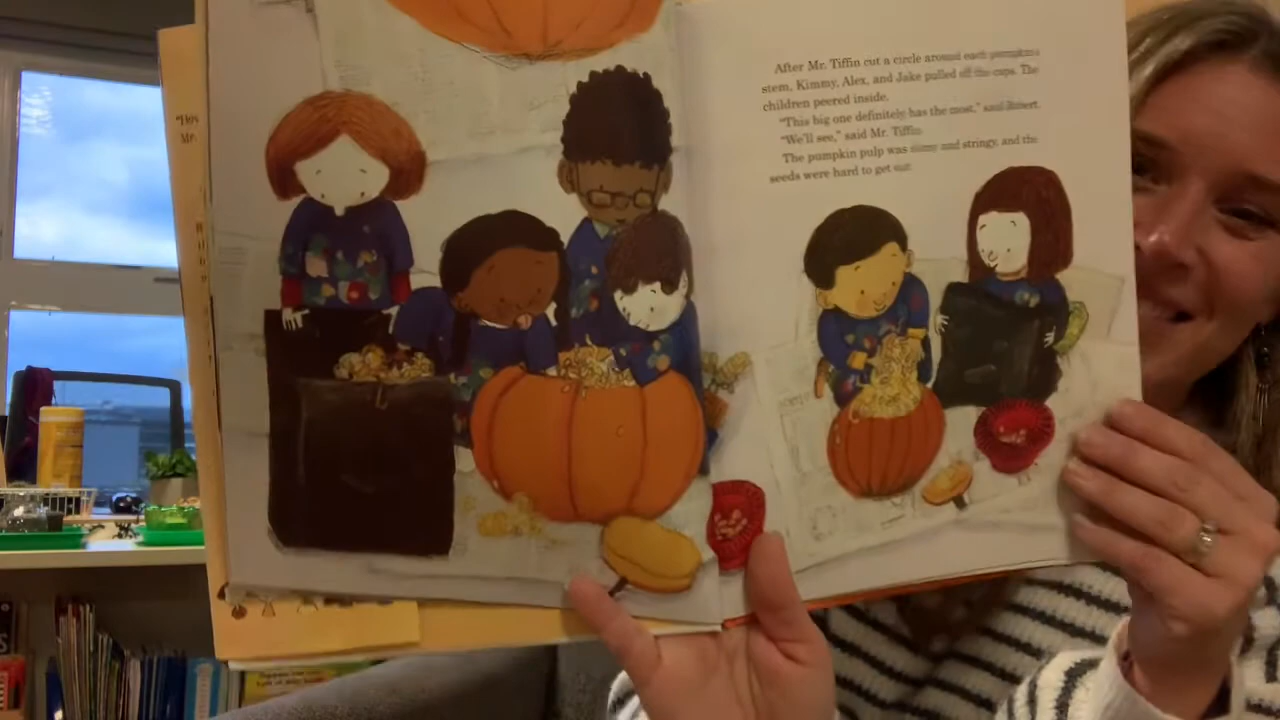 "Hov
Mr.
After Mr. Tiffin cut a circle around each pumpkin's
stem, Kimmy, Alex, and Jake pulled off the caps. The
children peered inside.
"This big one definitely has the most," said Robert.
"We'll see," said Mr. Tiffin.
The pumpkin pulp was slimy and stringy, and the
seeds were hard to get out.